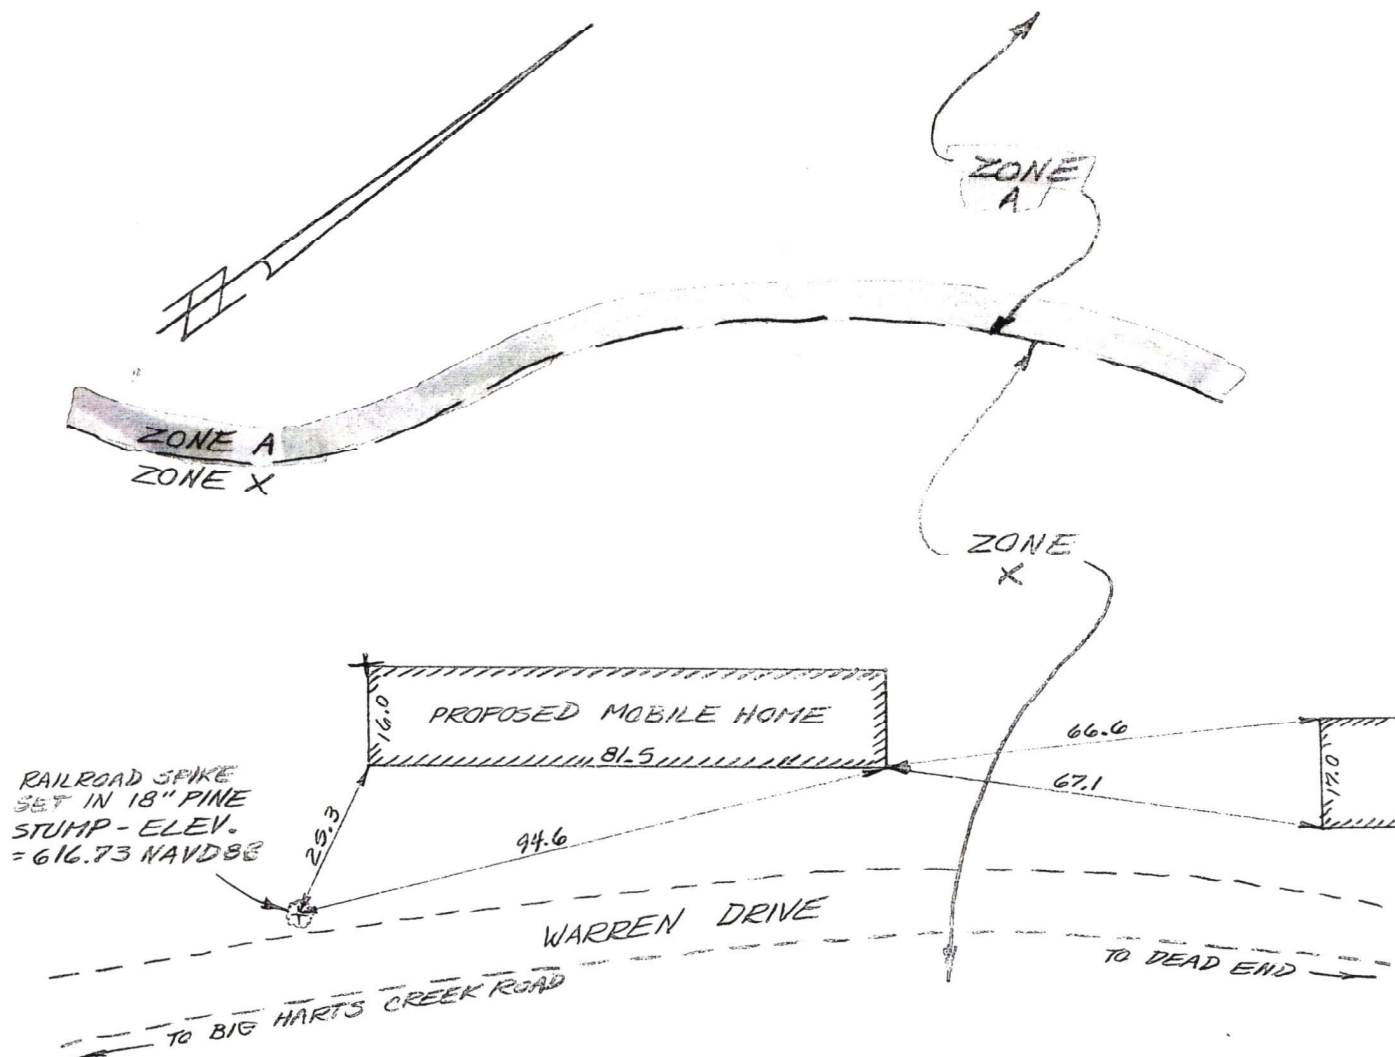 ZONE
A
ZONE A
ZONE X
ZONE
X
16.0
PROPOSED MOBILE HOME
81.5
66.6
67.1
17.0
RAILROAD SPIKE
SET IN 18" PINE
STUMP - ELEV.
= 616.73 NAVD88
25.3
94.6
WARREN DRIVE
TO DEAD END
TO BIG HARTS CREEK ROAD